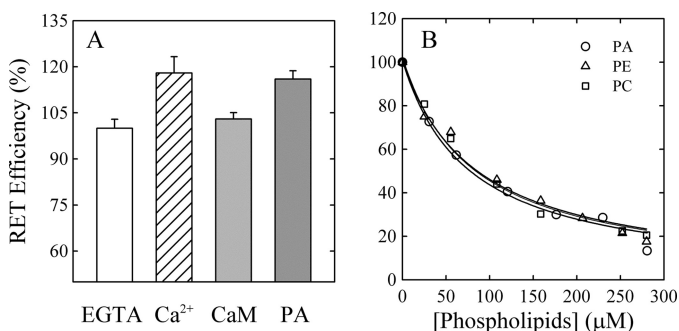 A
RET Efficiency (%)
135
120
105
90
75
60
EGTA Ca²⁺ CaM PA
B
PA
PE
PC
120
100
80
60
40
20
0
0 50 100 150 200 250 300
[Phospholipids] (μM)